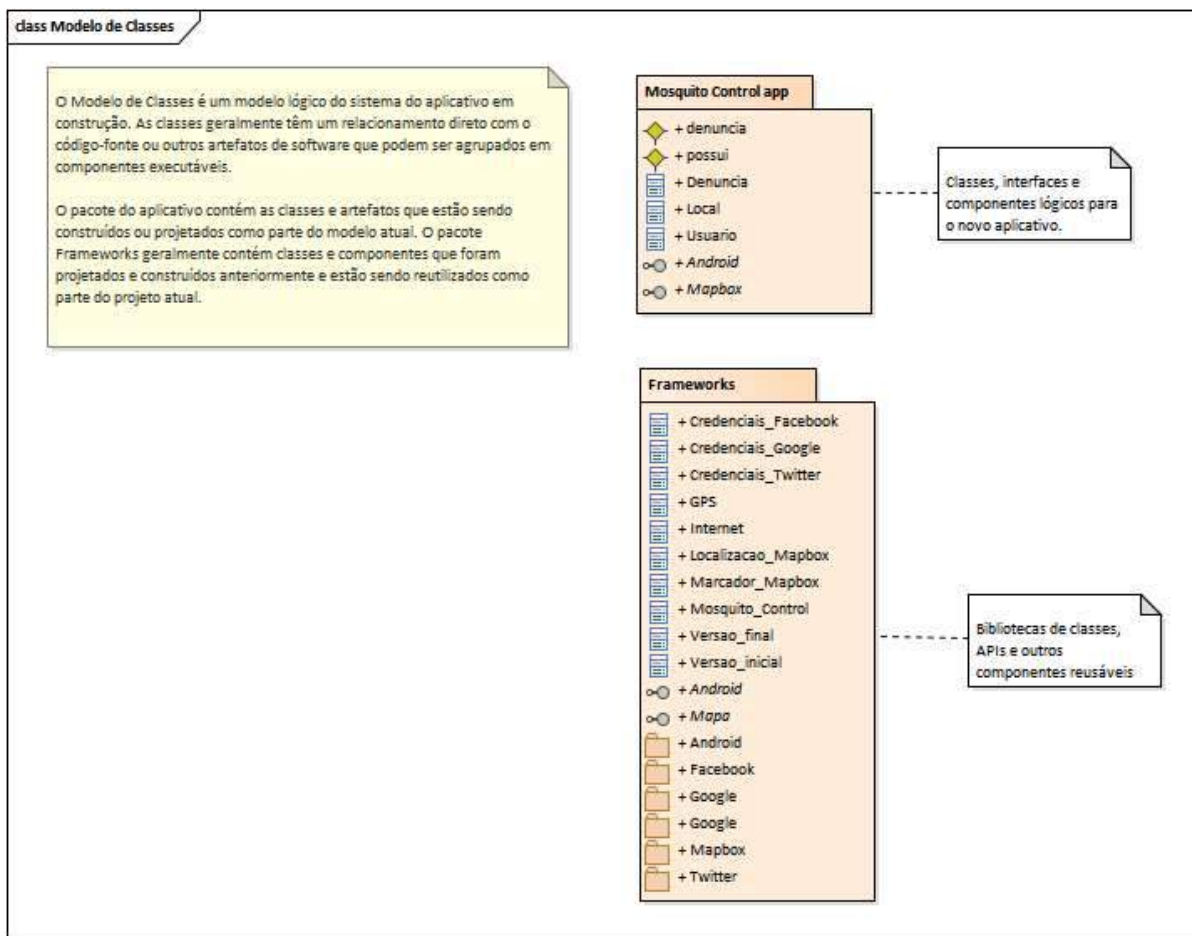 class Modelo de Classes
O Modelo de Classes é um modelo lógico do sistema do aplicativo em
construção. As classes geralmente têm um relacionamento direto com o
código-fonte ou outros artefatos de software que podem ser agrupados em
componentes executáveis.
O pacote do aplicativo contém as classes e artefatos que estão sendo
construídos ou projetados como parte do modelo atual. O pacote
Frameworks geralmente contém classes e componentes que foram
projetados e construídos anteriormente e estão sendo reutilizados como
parte do projeto atual.
Mosquito Control app
+ denuncia
+ possui
+ Denuncia
+ Local
+ Usuario
+ Android
+ Mapbox
Classes, interfaces e
componentes lógicos para
o novo aplicativo.
Frameworks
+ Credenciais_Facebook
+ Credenciais_Google
+ Credenciais_Twitter
+ GPS
+ Internet
+ Localizacao_Mapbox
+ Marcador_Mapbox
+ Mosquito_Control
+ Versao_final
+ Versao_inicial
+ Android
+ Mapa
+ Android
+ Facebook
+ Google
+ Google
+ Mapbox
+ Twitter
Bibliotecas de classes,
APIs e outros
componentes reusáveis